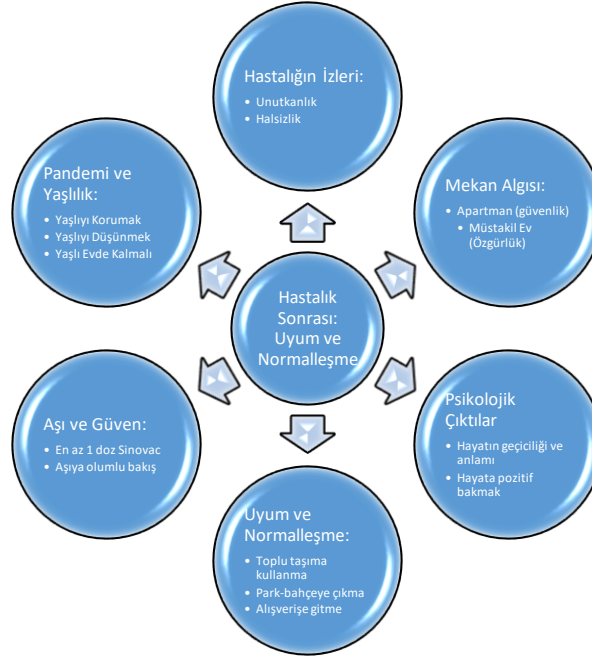 Hastalığın İzleri:
• Unutkanlık
• Halsizlik
Pandemi ve
Yaşlılık:
• Yaşlıyı Korumak
• Yaşlıyı Düşünmek
• Yaşlı Evde Kalmalı
Mekan Algısı:
• Apartman (güvenlik)
• Müstakil Ev
(Özgürlük)
Hastalık
Sonrası:
Uyum ve
Normalleşme
Aşı ve Güven:
• En az 1 doz Sinovac
• Aşıya olumlu bakış
Psikolojik
Çıktılar
• Hayatın geçiciliği ve
anlamı
• Hayata pozitif
bakmak
Uyum ve
Normalleşme:
• Toplu taşıma
kullanma
• Park-bahçeye çıkma
• Alışverişe gitme